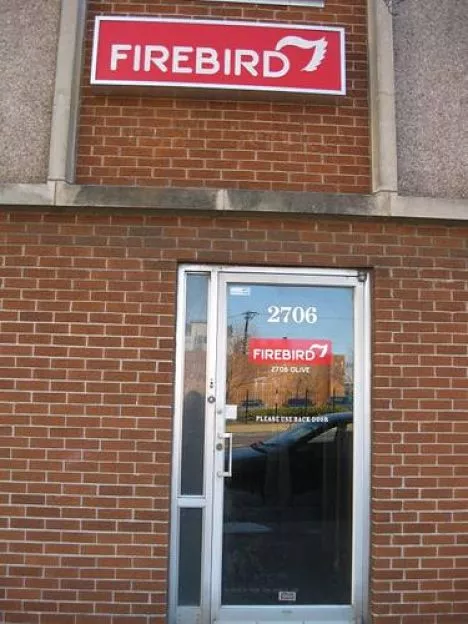 FIREBIRD
2706
FIREBIRD
2706 OLIVE
PLEASE USE BACK DOOR